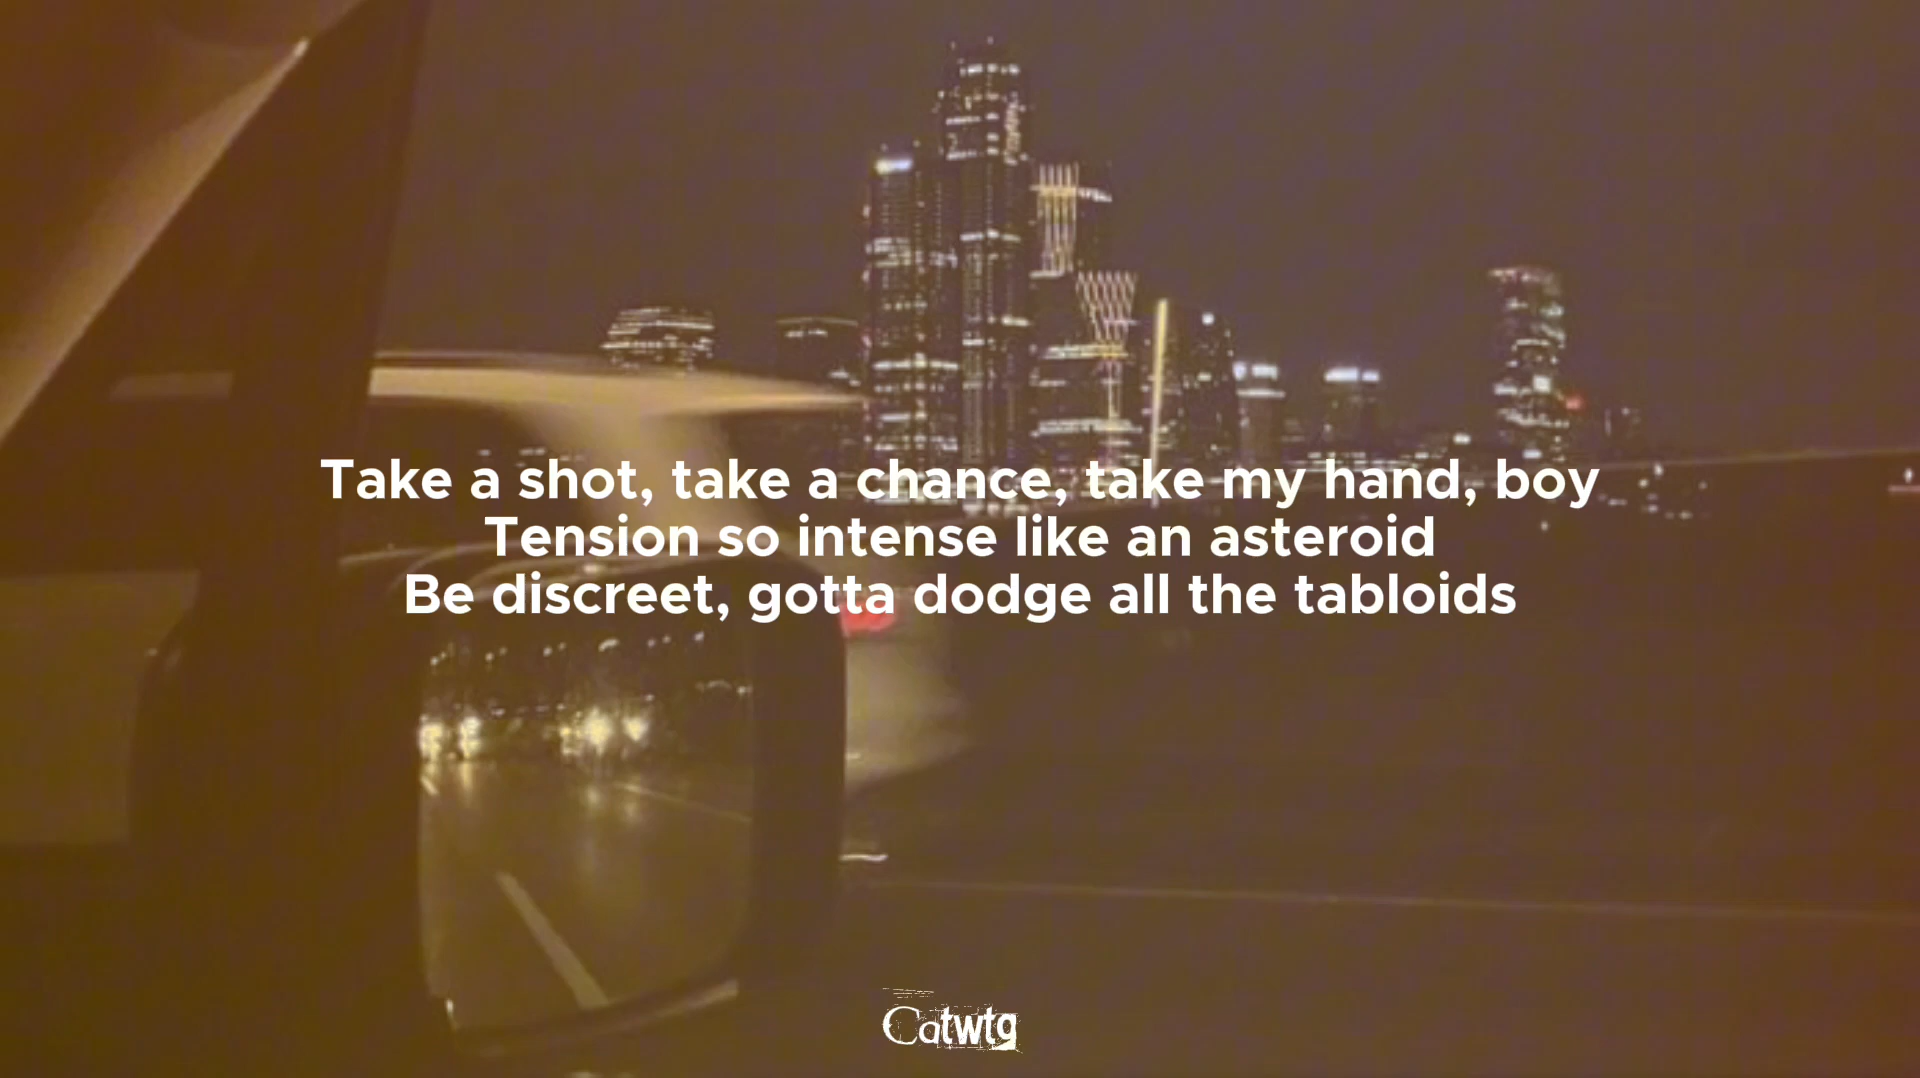 Take a shot, take a chance, take my hand, boy
Tension so intense like an asteroid
Be discreet, gotta dodge all the tabloids
Catwtg